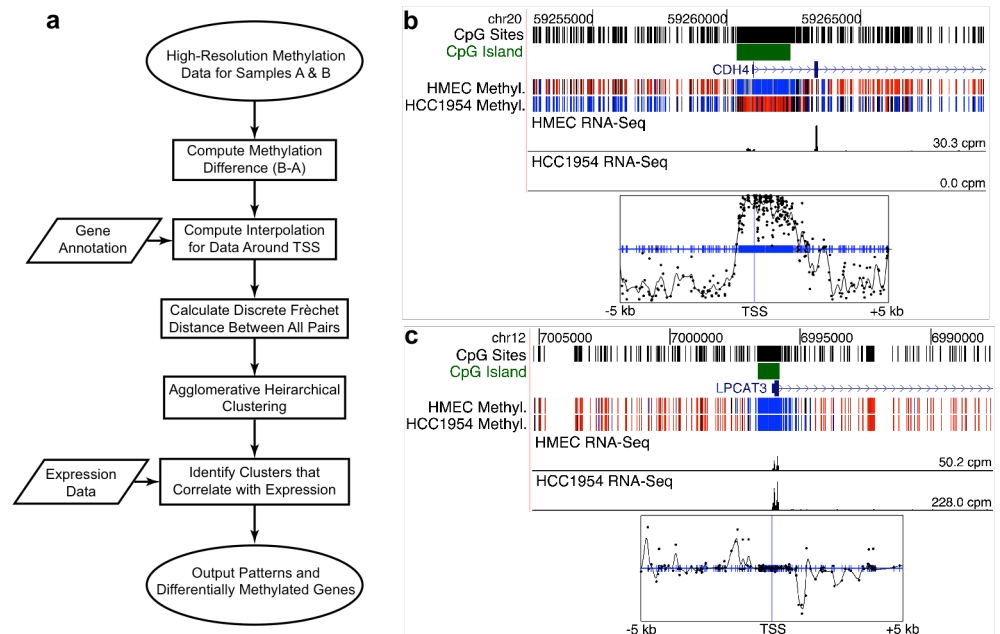 a
High-Resolution Methylation
Data for Samples A & B
Compute Methylation
Difference (B-A)
Gene
Annotation
Compute Interpolation
for Data Around TSS
Calculate Discrete Frèchet
Distance Between All Pairs
Agglomerative Heirarchical
Clustering
Expression
Data
Identify Clusters that
Correlate with Expression
Output Patterns and
Differentially Methylated Genes
b
chr20 59255000 59260000 59265000
CpG Sites
CpG Island
CDH4
HMEC Methyl.
HCC1954 Methyl.
HMEC RNA-Seq
30.3 cpm
HCC1954 RNA-Seq
0.0 cpm
-5 kb TSS +5 kb
c
chr12 7005000 7000000 6995000 6990000
CpG Sites
CpG Island
LPCAT3
HMEC Methyl.
HCC1954 Methyl.
HMEC RNA-Seq
50.2 cpm
HCC1954 RNA-Seq
228.0 cpm
-5 kb TSS +5 kb